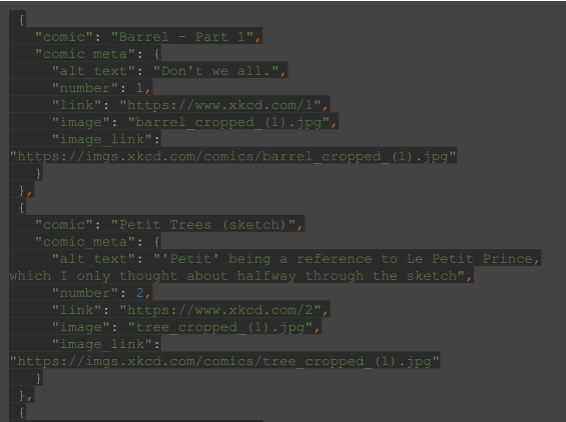 {
"comic": "Barrel - Part 1",
"comic_meta": {
"alt_text": "Don't we all.",
"number": 1,
"link": "https://www.xkcd.com/1",
"image": "barrel_cropped_(1).jpg",
"image_link":
"https://imgs.xkcd.com/comics/barrel_cropped_(1).jpg"
}
},
{
"comic": "Petit Trees (sketch)",
"comic_meta": {
"alt_text": "'Petit' being a reference to Le Petit Prince,
which I only thought about halfway through the sketch",
"number": 2,
"link": "https://www.xkcd.com/2",
"image": "tree_cropped_(1).jpg",
"image_link":
"https://imgs.xkcd.com/comics/tree_cropped_(1).jpg"
}
},
{